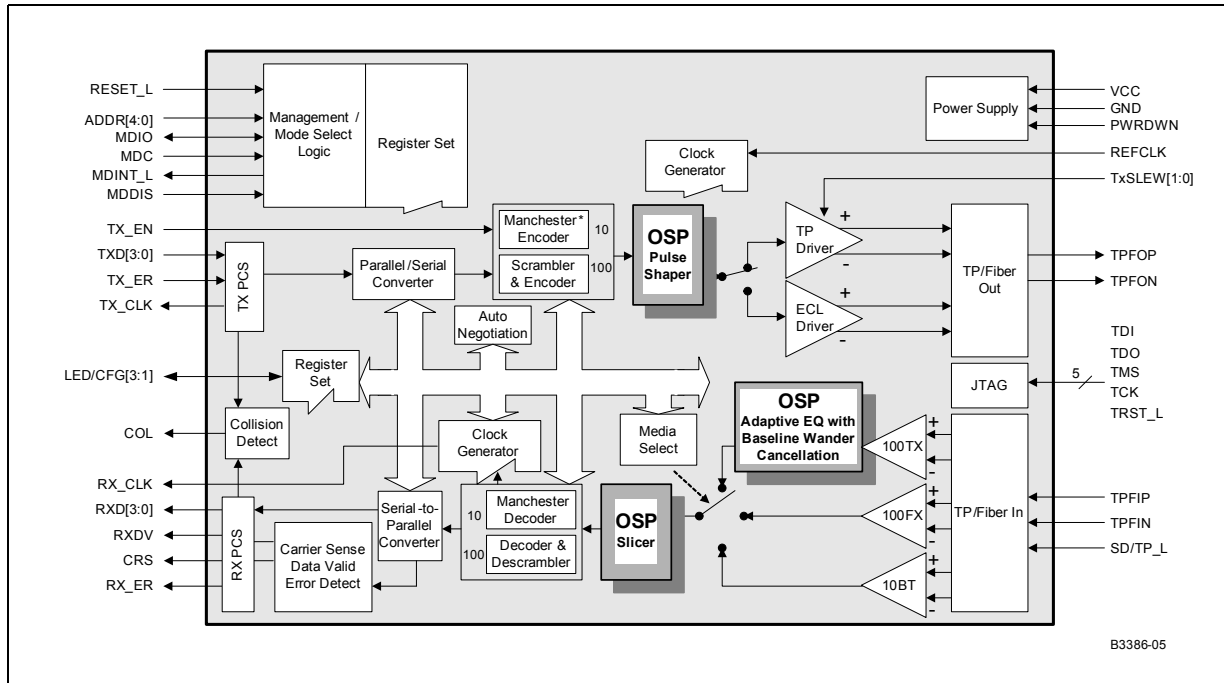 RESET_L
ADDR[4:0]
MDIO
MDC
MDINT_L
MDDIS
Management /
Mode Select
Logic
Register Set
Power Supply
VCC
GND
PWRDWN
REFCLK
TxSLEW[1:0]
Clock
Generator
TX_EN
TXD[3:0]
TX_ER
TX_CLK
TX PCS
Parallel/Serial
Converter
Manchester*
Encoder
10
Scrambler
& Encoder
100
OSP
Pulse
Shaper
TP
Driver
+
-
ECL
Driver
+
-
TP/Fiber
Out
TPFOP
TPFON
Auto
Negotiation
LED/CFG[3:1]
Register
Set
JTAG
5
TDI
TDO
TMS
TCK
TRST_L
COL
Collision
Detect
Clock
Generator
Media
Select
OSP
Adaptive EQ with
Baseline Wander
Cancellation
100TX
+
-
RX_CLK
RXD[3:0]
RXDV
CRS
RX_ER
RX PCS
Carrier Sense
Data Valid
Error Detect
Serial-to-
Parallel
Converter
10
Manchester
Decoder
100
Decoder &
Descrambler
OSP
Slicer
100FX
+
-
10BT
+
-
TP/Fiber In
TPFIP
TPFIN
SD/TP_L
B3386-05